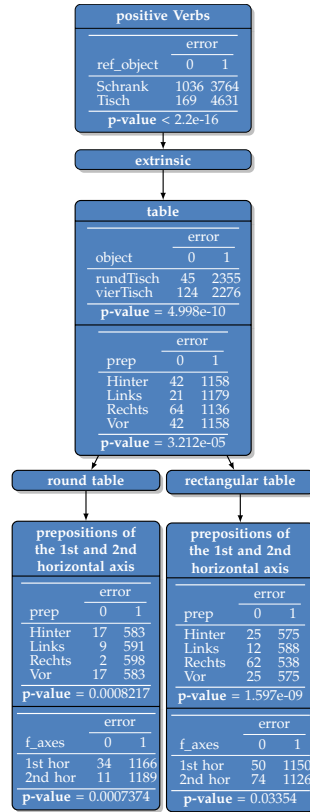 positive Verbs
error
ref_object 0 1
Schrank 1036 3764
Tisch 169 4631
p-value < 2.2e-16
extrinsic
table
error
object 0 1
rundTisch 45 2355
vierTisch 124 2276
p-value = 4.998e-10
error
prep 0 1
Hinter 42 1158
Links 21 1179
Rechts 64 1136
Vor 42 1158
p-value = 3.212e-05
round table
rectangular table
prepositions of
the 1st and 2nd
horizontal axis
error
prep 0 1
Hinter 17 583
Links 9 591
Rechts 2 598
Vor 17 583
p-value = 0.0008217
error
f_axes 0 1
1st hor 34 1166
2nd hor 11 1189
p-value = 0.0007374
prepositions of
the 1st and 2nd
horizontal axis
error
prep 0 1
Hinter 25 575
Links 12 588
Rechts 62 538
Vor 25 575
p-value = 1.597e-09
error
f_axes 0 1
1st hor 50 1150
2nd hor 74 1126
p-value = 0.03354